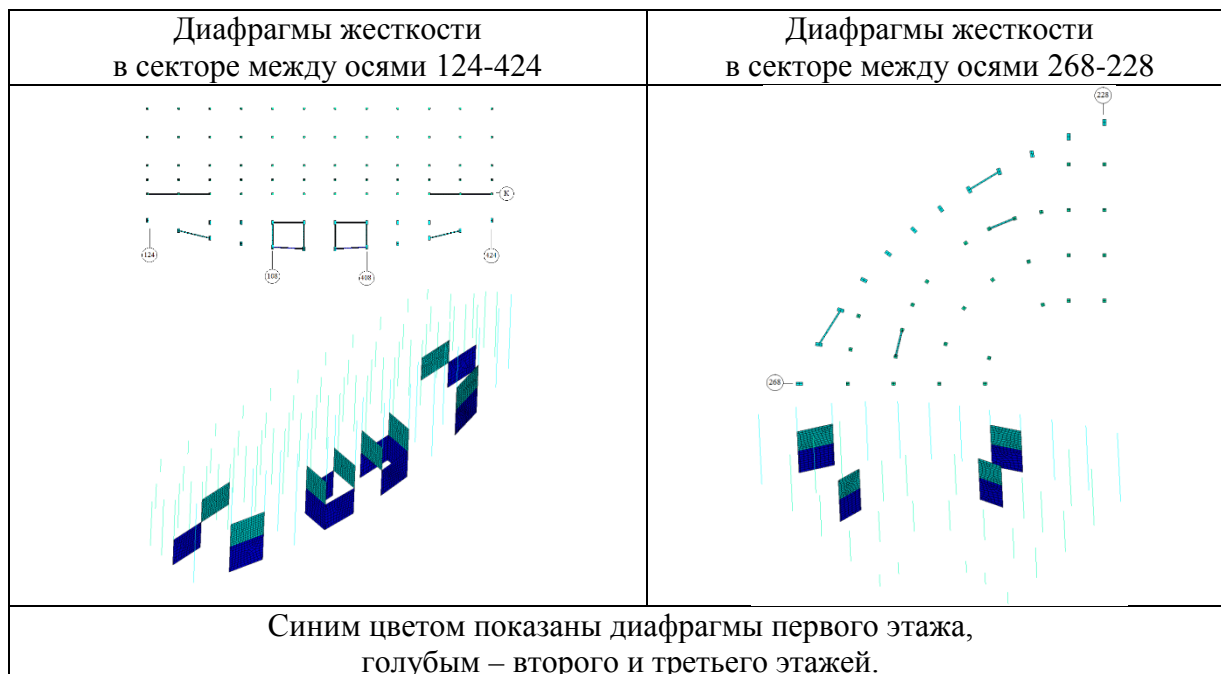 Диафрагмы жесткости
в секторе между осями 124-424
Диафрагмы жесткости
в секторе между осями 268-228
228
К
124
108
408
424
268
Синим цветом показаны диафрагмы первого этажа,
голубым – второго и третьего этажей.